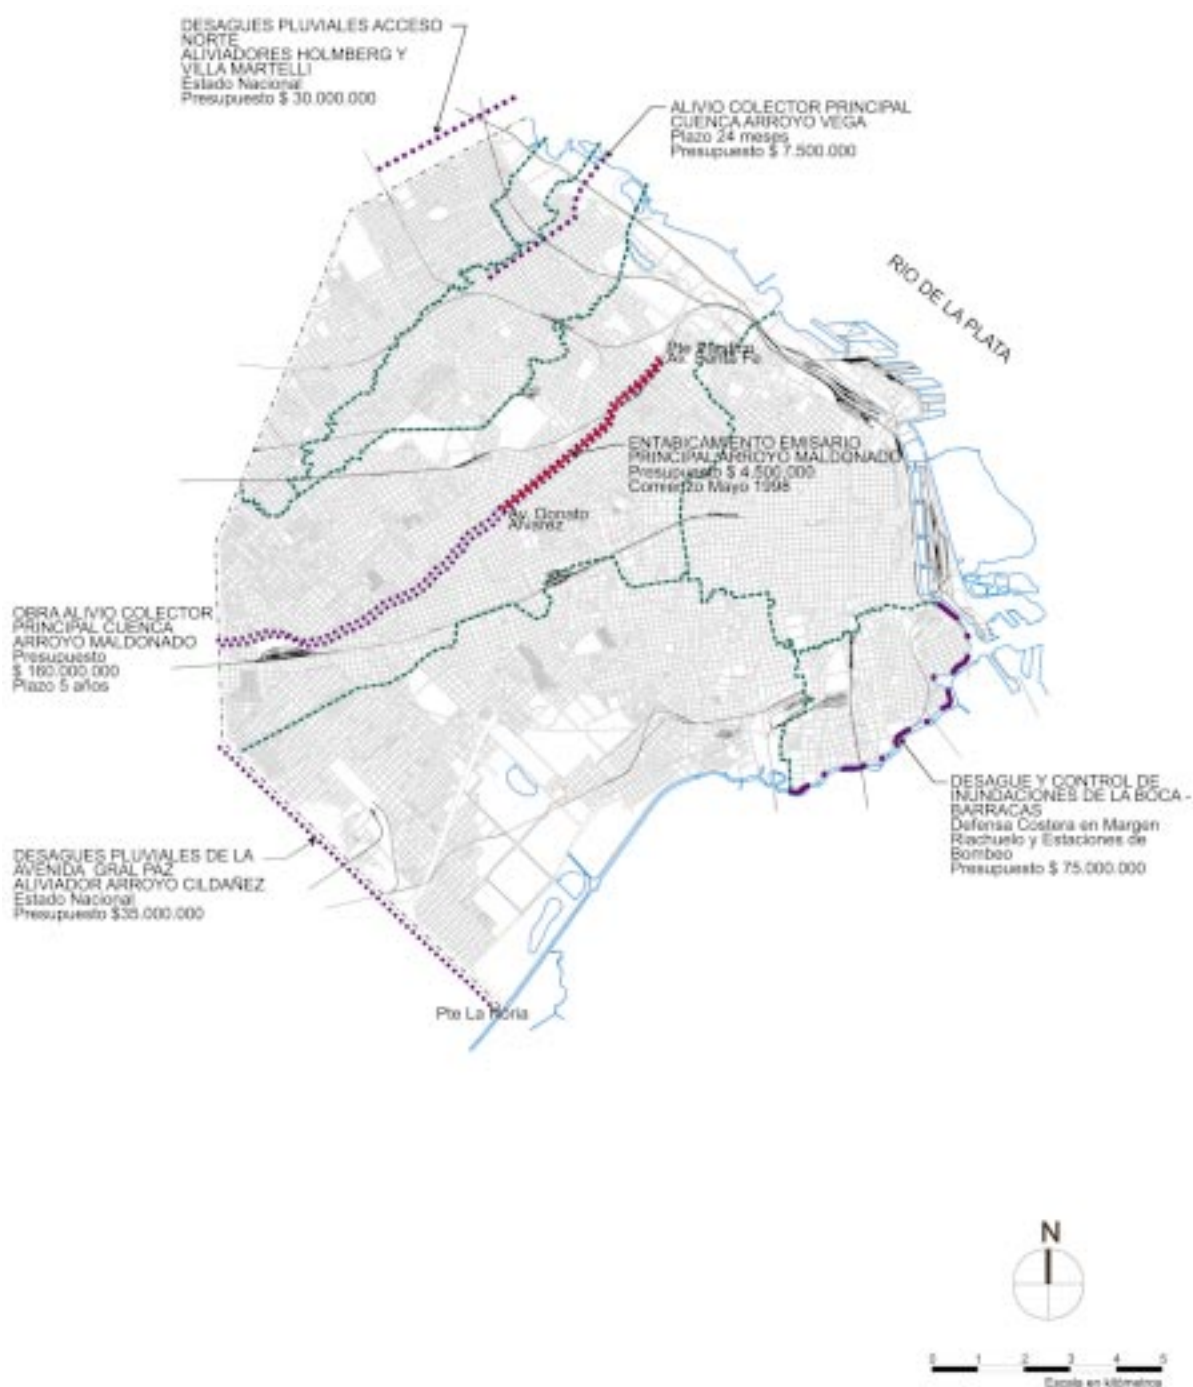 DESAGUES PLUVIALES ACCESO
NORTE
ALIVIADORES HOLMBERG Y
VILLA MARTELLI
Estado Nacional
Presupuesto $ 30.000.000
ALIVIO COLECTOR PRINCIPAL
CUENCA ARROYO VEGA
Plazo 24 meses
Presupuesto $ 7.500.000
RIO DE LA PLATA
Pte
Av. Santa Fe
ENTABICAMIENTO EMISARIO
PRINCIPAL ARROYO MALDONADO
Presupuesto $ 4.500.000
Comienzo Mayo 1998
Av. Donato
Alvarez
OBRA ALIVIO COLECTOR
PRINCIPAL CUENCA
ARROYO MALDONADO
Presupuesto
$ 160.000.000
Plazo 5 años
DESAGUE Y CONTROL DE
INUNDACIONES DE LA BOCA -
BARRACAS
Defensa Costera en Margen
Riachuelo y Estaciones de
Bombeo
Presupuesto $ 75.000.000
DESAGUES PLUVIALES DE LA
AVENIDA GRAL PAZ
ALIVIADOR ARROYO CILDAÑEZ
Estado Nacional
Presupuesto $35.000.000
Pte La Noria
N
0 1 2 3 4 5
Escala en kilómetros